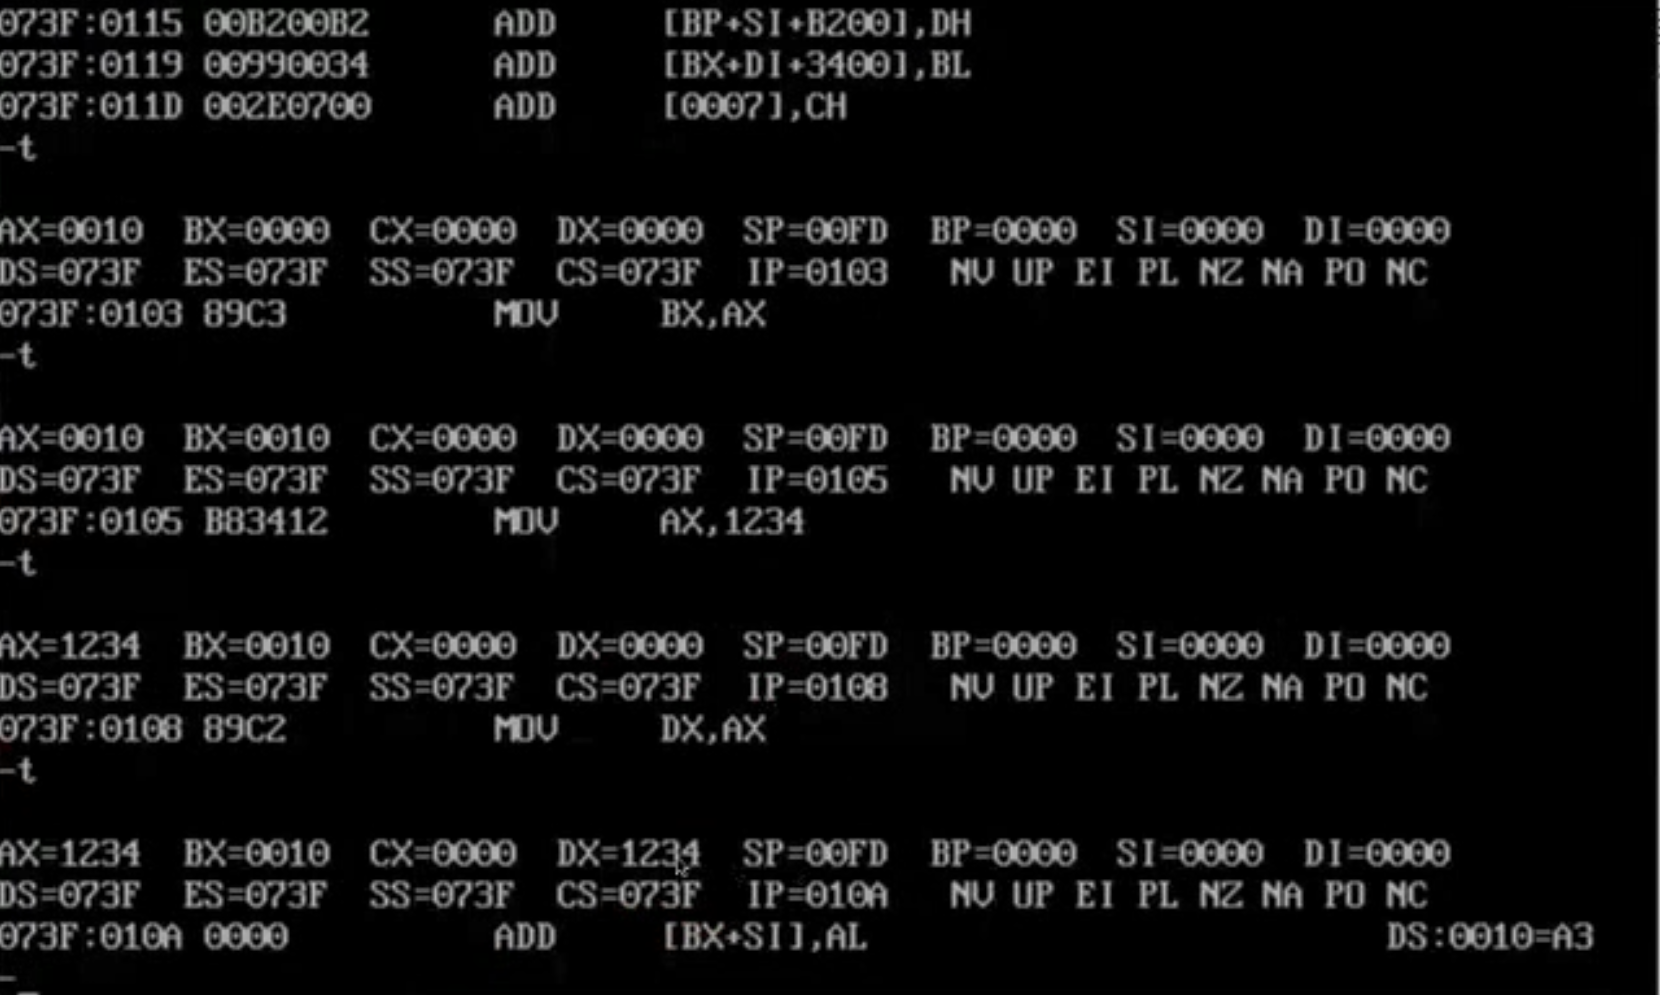 073F:0115 00B200B2 ADD [BP+SI+B200],DH
073F:0119 00990034 ADD [BX+DI+3400],BL
073F:011D 002E0700 ADD [0007],CH
-t
AX=0010 BX=0000 CX=0000 DX=0000 SP=00FD BP=0000 SI=0000 DI=0000
DS=073F ES=073F SS=073F CS=073F IP=0103 NV UP EI PL NZ NA PO NC
073F:0103 89C3 MOV BX,AX
-t
AX=0010 BX=0010 CX=0000 DX=0000 SP=00FD BP=0000 SI=0000 DI=0000
DS=073F ES=073F SS=073F CS=073F IP=0105 NV UP EI PL NZ NA PO NC
073F:0105 B83412 MOV AX,1234
-t
AX=1234 BX=0010 CX=0000 DX=0000 SP=00FD BP=0000 SI=0000 DI=0000
DS=073F ES=073F SS=073F CS=073F IP=0108 NV UP EI PL NZ NA PO NC
073F:0108 89C2 MOV DX,AX
-t
AX=1234 BX=0010 CX=0000 DX=1234 SP=00FD BP=0000 SI=0000 DI=0000
DS=073F ES=073F SS=073F CS=073F IP=010A NV UP EI PL NZ NA PO NC
073F:010A 0000 ADD [BX+SI],AL DS:0010=A3
-_